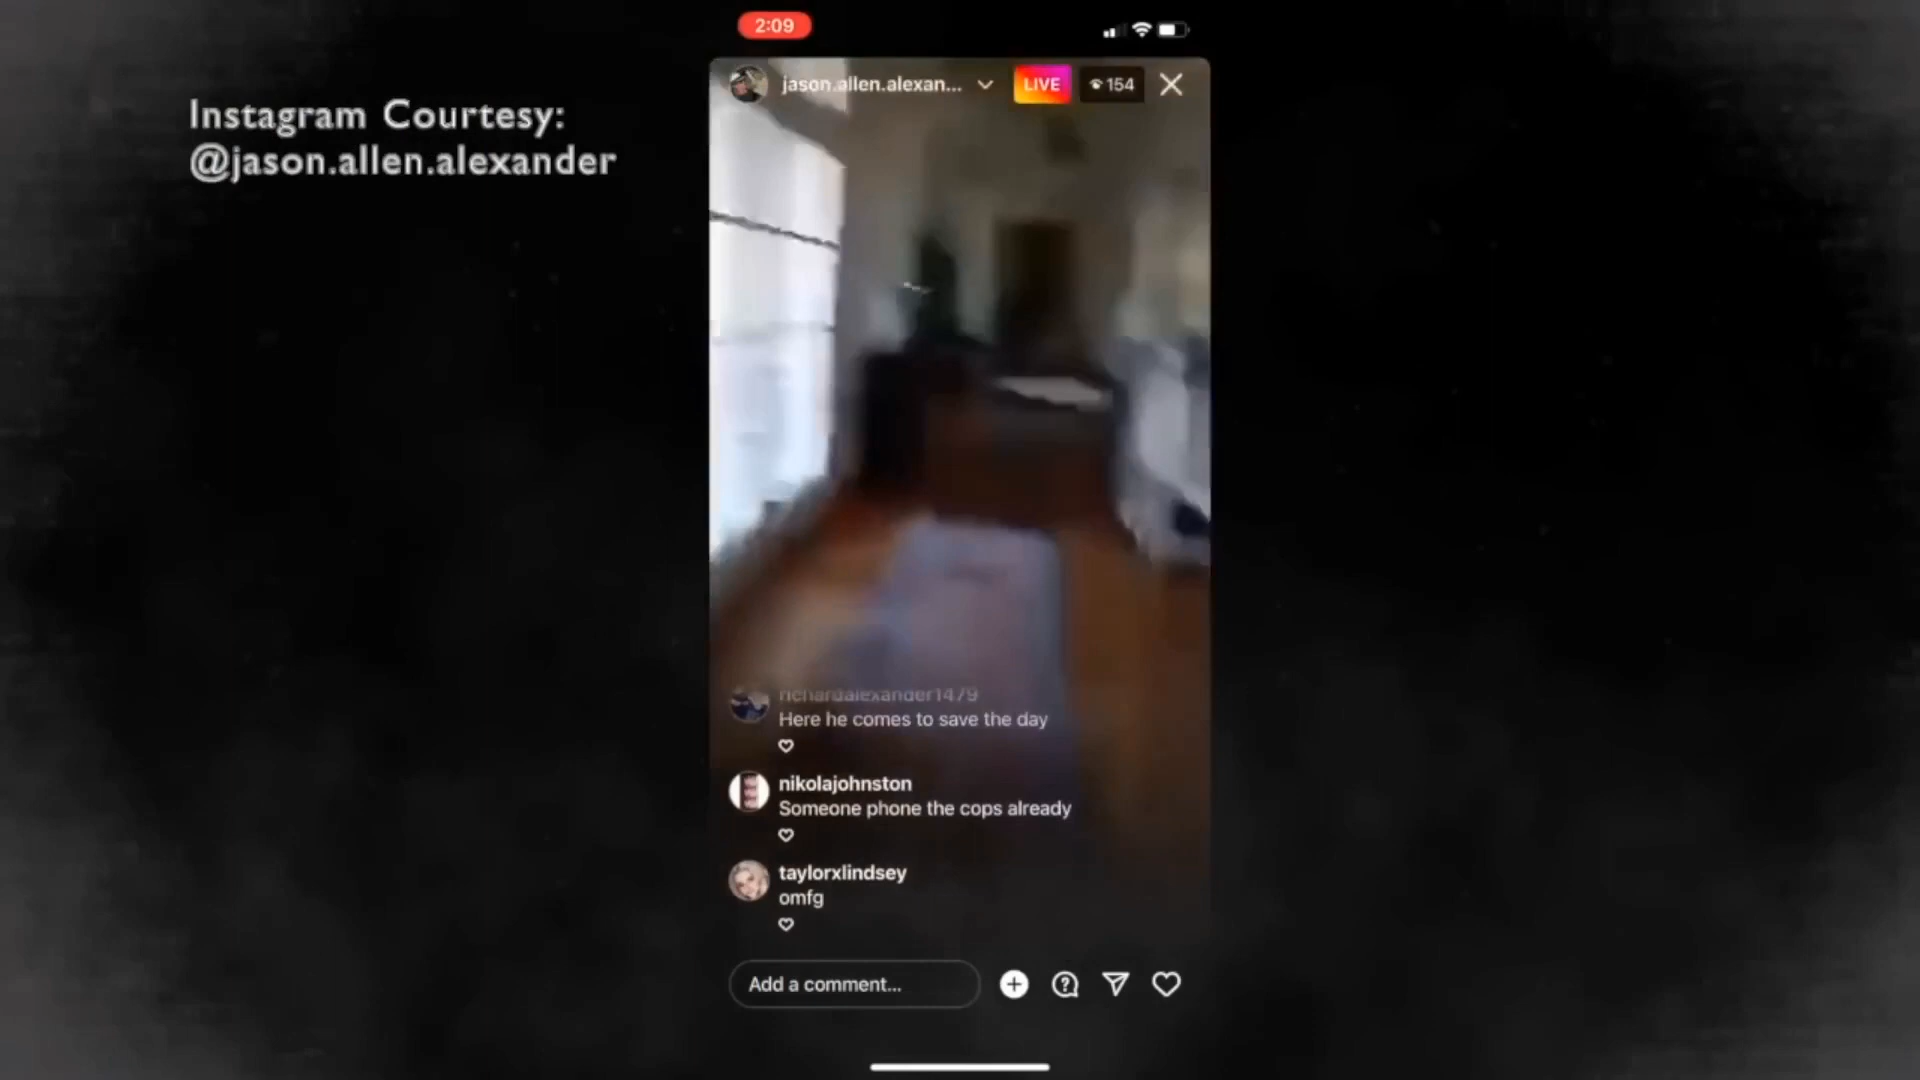 2:09
Instagram Courtesy:
@jason.allen.alexander
jason.allen.alexan...
LIVE
154
richardalexander1479
Here he comes to save the day
nikolajohnston
Someone phone the cops already
taylorxlindsey
omfg
Add a comment...